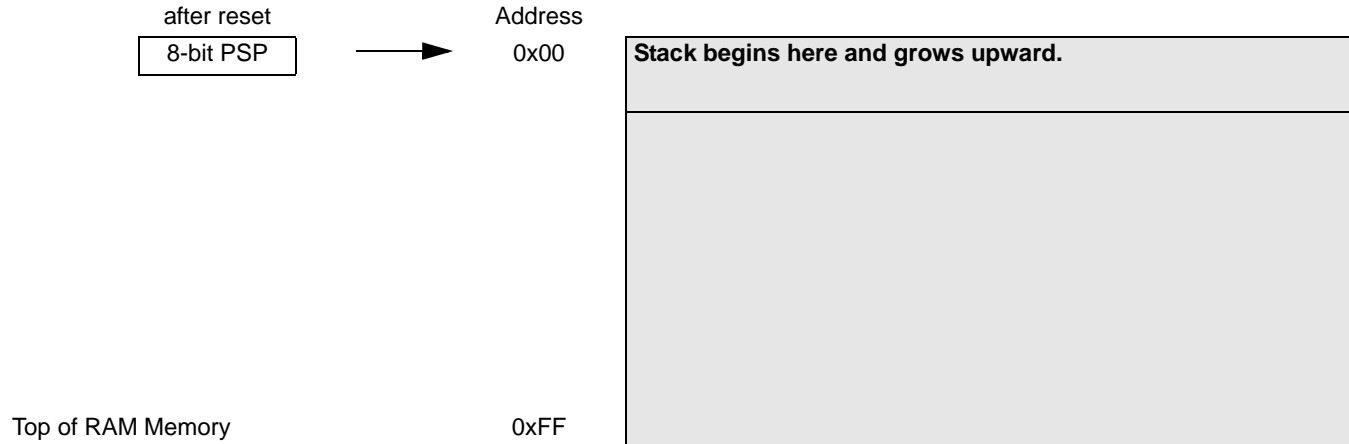 after reset Address
8-bit PSP 0x00 Stack begins here and grows upward.
Top of RAM Memory 0xFF